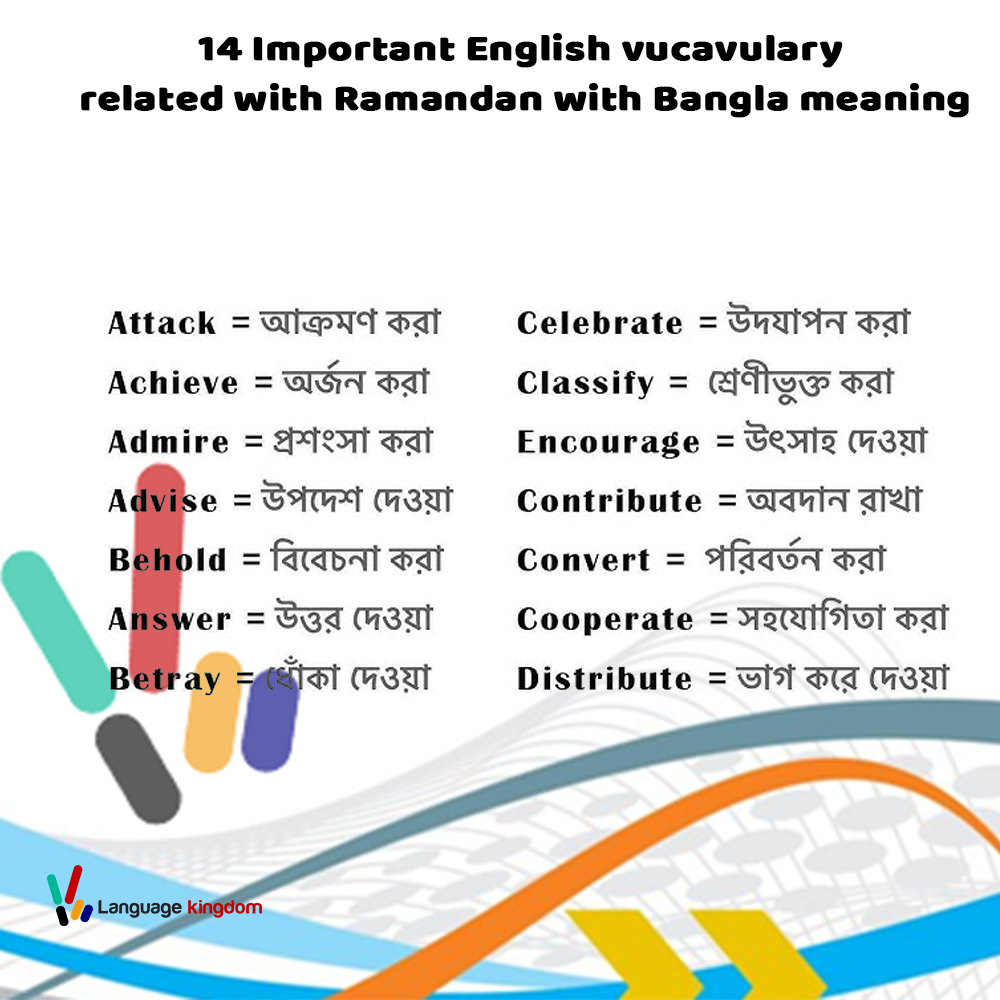 14 Important English vucavulary
related with Ramandan with Bangla meaning
Attack = আক্রমণ করা
Achieve = অর্জন করা
Admire = প্রশংসা করা
Advise = উপদেশ দেওয়া
Behold = বিবেচনা করা
Answer = উত্তর দেওয়া
Betray = ধোঁকা দেওয়া
Celebrate = উদযাপন করা
Classify = শ্রেণীভুক্ত করা
Encourage = উৎসাহ দেওয়া
Contribute = অবদান রাখা
Convert = পরিবর্তন করা
Cooperate = সহযোগিতা করা
Distribute = ভাগ করে দেওয়া
Language kingdom